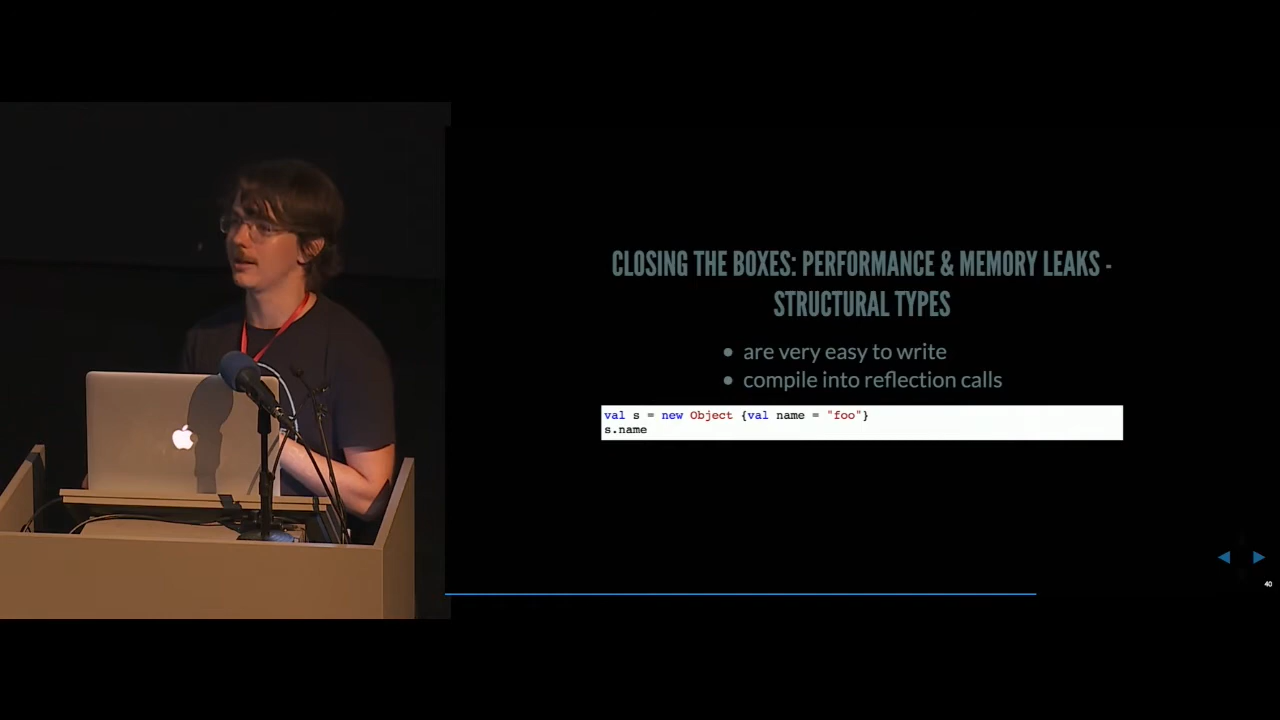 CLOSING THE BOXES: PERFORMANCE & MEMORY LEAKS -
STRUCTURAL TYPES
• are very easy to write
• compile into reflection calls
val s = new Object {val name = "foo"}
s.name
40